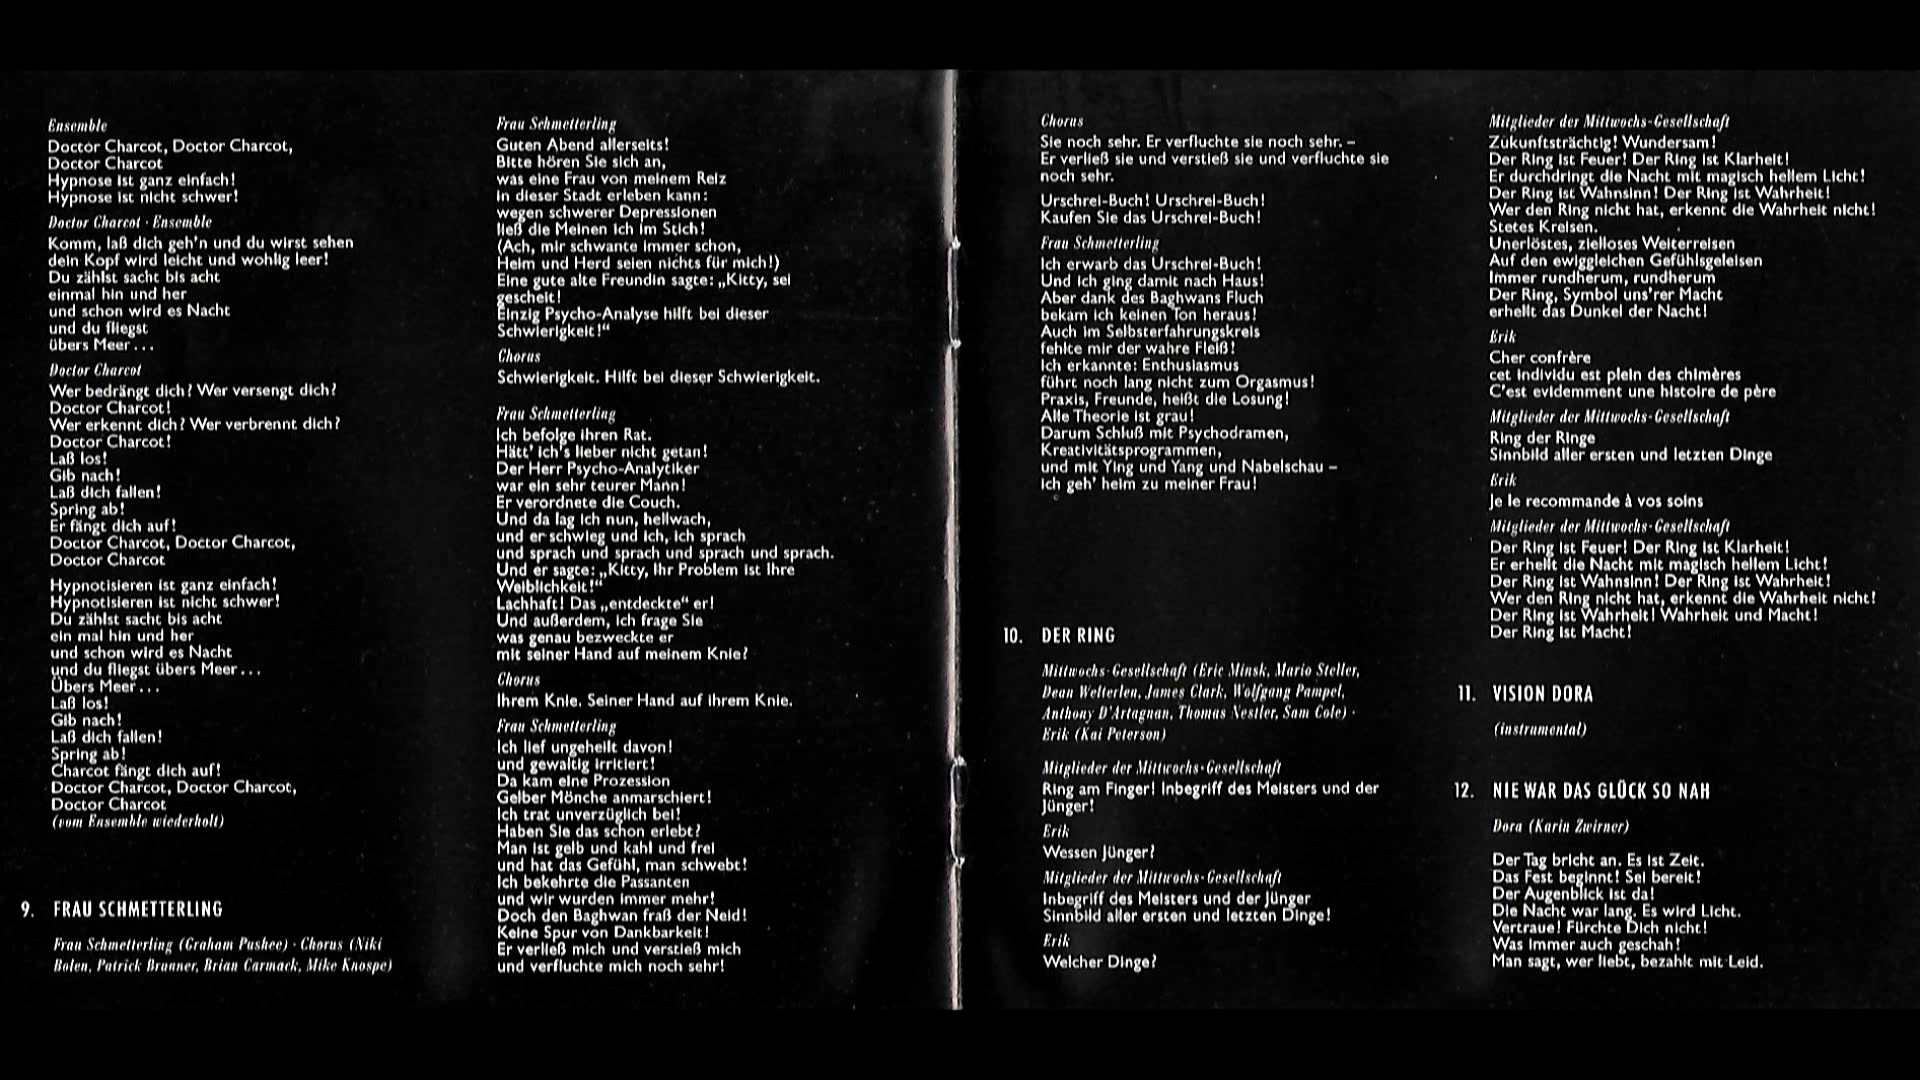 Ensemble
Doctor Charcot, Doctor Charcot,
Doctor Charcot
Hypnose ist ganz einfach!
Hypnose ist nicht schwer!
Doctor Charcot · Ensemble
Komm, laß dich geh'n und du wirst sehen
dein Kopf wird leicht und wohlig leer!
Du zählst sacht bis acht
einmal hin und her
und schon wird es Nacht
und du fliegst
übers Meer . . .
Doctor Charcot
Wer bedrängt dich? Wer versengt dich?
Doctor Charcot!
Wer erkennt dich? Wer verbrennt dich?
Doctor Charcot!
Laß los!
Gib nach!
Laß dich fallen!
Spring ab!
Er fängt dich auf!
Doctor Charcot, Doctor Charcot,
Doctor Charcot
Hypnotisieren ist ganz einfach!
Hypnotisieren ist nicht schwer!
Du zählst sacht bis acht
ein mal hin und her
und schon wird es Nacht
und du fliegst übers Meer . . .
Übers Meer . . .
Laß los!
Gib nach!
Laß dich fallen!
Spring ab!
Charcot fängt dich auf!
Doctor Charcot, Doctor Charcot,
Doctor Charcot
(vom Ensemble wiederholt)
9. FRAU SCHMETTERLING
Frau Schmetterling (Graham Pushee) · Chorus (Niki
Bolen, Patrick Brunner, Brian Carmack, Mike Knospe)
Frau Schmetterling
Guten Abend allerseits!
Bitte hören Sie sich an,
was eine Frau von meinem Reiz
in dieser Stadt erleben kann:
wegen schwerer Depressionen
ließ die Meinen ich im Stich!
(Ach, mir schwante immer schon,
Heim und Herd seien nichts für mich!)
Eine gute alte Freundin sagte: „Kitty, sei
gescheit!
Einzig Psycho-Analyse hilft bei dieser
Schwierigkeit!“
Chorus
Schwierigkeit. Hilft bei dieser Schwierigkeit.
Frau Schmetterling
Ich befolge ihren Rat.
Hätt' ich's lieber nicht getan!
Der Herr Psycho-Analytiker
war ein sehr teurer Mann!
Er verordnete die Couch.
Und da lag ich nun, hellwach,
und er schwieg und ich, ich sprach
und sprach und sprach und sprach und sprach.
Und er sagte: „Kitty, Ihr Problem ist Ihre
Weiblichkeit!“
Lachhaft! Das „entdeckte“ er!
Und außerdem, ich frage Sie
was genau bezweckte er
mit seiner Hand auf meinem Knie?
Chorus
Ihrem Knie. Seiner Hand auf ihrem Knie.
Frau Schmetterling
Ich lief ungeheilt davon!
und gewaltig irritiert!
Da kam eine Prozession
Gelber Mönche anmarschiert!
Ich trat unverzüglich bei!
Haben Sie das schon erlebt?
Man ist gelb und kahl und frei
und hat das Gefühl, man schwebt!
Ich bekehrte die Passanten
und wir wurden immer mehr!
Doch den Baghwan fraß der Neid!
Keine Spur von Dankbarkeit!
Er verließ mich und verstieß mich
und verfluchte mich noch sehr!
Chorus
Sie noch sehr. Er verfluchte sie noch sehr. –
Er verließ sie und verstieß sie und verfluchte sie
noch sehr.
Urschrei-Buch! Urschrei-Buch!
Kaufen Sie das Urschrei-Buch!
Frau Schmetterling
Ich erwarb das Urschrei-Buch!
Und ich ging damit nach Haus!
Aber dank des Baghwans Fluch
bekam ich keinen Ton heraus!
Auch im Selbsterfahrungskreis
fehlte mir der wahre Fleiß!
Ich erkannte: Enthusiasmus
führt noch lang nicht zum Orgasmus!
Praxis, Freunde, heißt die Losung!
Alle Theorie ist grau!
Darum Schluß mit Psychodramen,
Kreativitätsprogrammen,
und mit Ying und Yang und Nabelschau –
ich geh' heim zu meiner Frau!
10. DER RING
Mittwochs-Gesellschaft (Eric Minsk, Mario Steller,
Dean Welterlen, James Clark, Wolfgang Pampel,
Anthony D'Artagnan, Thomas Nestler, Sam Cole) ·
Erik (Kai Peterson)
Mitglieder der Mittwochs-Gesellschaft
Ring am Finger! Inbegriff des Meisters und der
Jünger!
Erik
Wessen Jünger?
Mitglieder der Mittwochs-Gesellschaft
Inbegriff des Meisters und der Jünger
Sinnbild aller ersten und letzten Dinge!
Erik
Welcher Dinge?
Mitglieder der Mittwochs-Gesellschaft
Zukunftsträchtig! Wundersam!
Der Ring ist Feuer! Der Ring ist Klarheit!
Er durchdringt die Nacht mit magisch hellem Licht!
Der Ring ist Wahnsinn! Der Ring ist Wahrheit!
Wer den Ring nicht hat, erkennt die Wahrheit nicht!
Stetes Kreisen.
Unerlöstes, zielloses Weiterreisen
Auf den ewiggleichen Gefühlsgeleisen
Immer rundherum, rundherum
Der Ring, Symbol uns'rer Macht
erhellt das Dunkel der Nacht!
Erik
Cher confrère
cet individu est plein des chimères
C'est evidemment une histoire de père
Mitglieder der Mittwochs-Gesellschaft
Ring der Ringe
Sinnbild aller ersten und letzten Dinge
Erik
Je le recommande à vos soins
Mitglieder der Mittwochs-Gesellschaft
Der Ring ist Feuer! Der Ring ist Klarheit!
Er erhellt die Nacht mit magisch hellem Licht!
Der Ring ist Wahnsinn! Der Ring ist Wahrheit!
Wer den Ring nicht hat, erkennt die Wahrheit nicht!
Der Ring ist Wahrheit! Wahrheit und Macht!
Der Ring ist Macht!
11. VISION DORA
(instrumental)
12. NIE WAR DAS GLÜCK SO NAH
Dora (Karin Zwirner)
Der Tag bricht an. Es ist Zeit.
Das Fest beginnt! Sei bereit!
Der Augenblick ist da!
Die Nacht war lang. Es wird Licht.
Vertraue! Fürchte Dich nicht!
Was immer auch geschah!
Man sagt, wer liebt, bezahlt mit Leid.